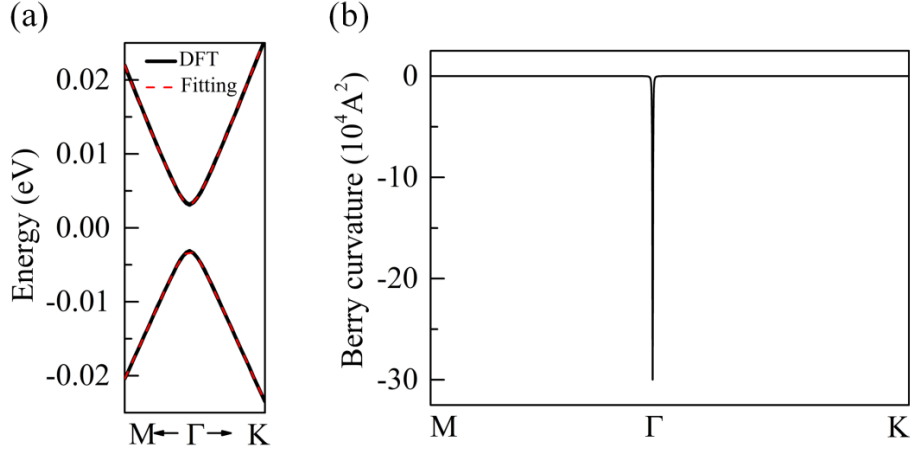 (a)
DFT
Fitting
0.02
0.01
0.00
-0.01
-0.02
Energy (eV)
M Γ K
(b)
0
-10
-20
-30
Berry curvature (10⁴A²)
M Γ K